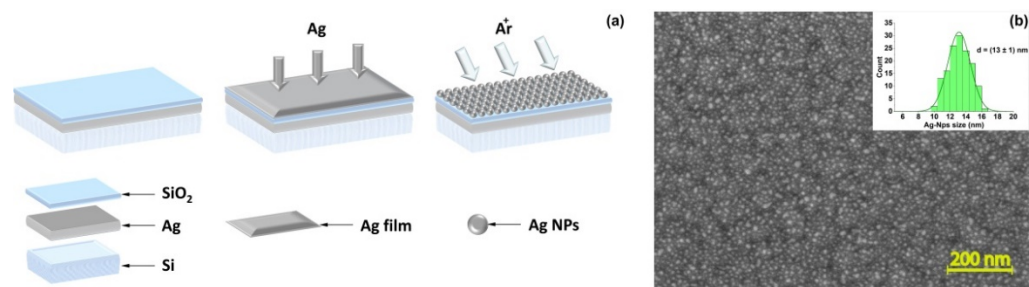 (a)
Ag
Ar+
SiO2
Ag
Si
Ag film
Ag NPs
(b)
d = (13 ± 1) nm
Count
35
30
25
20
15
10
5
0
6 8 10 12 14 16 18 20
Ag-Nps size (nm)
200 nm